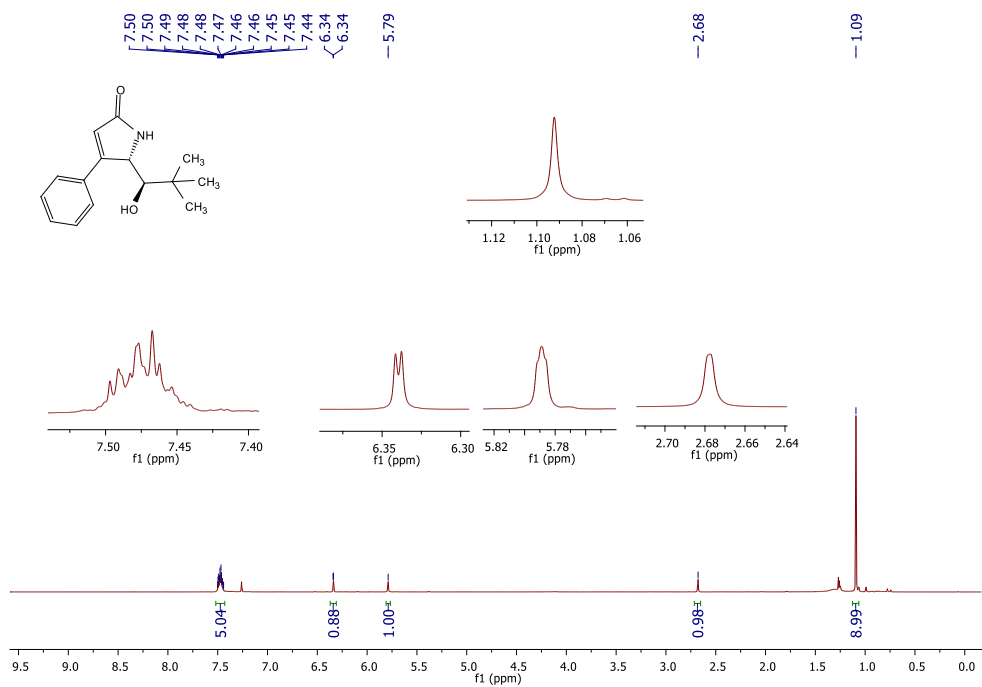 7.50 7.50 7.49 7.48 7.48 7.47 7.46 7.46 7.45 7.45 7.44 6.34 6.34 5.79 2.68 1.09
O
NH
CH3
CH3
CH3
HO
1.12 1.10 1.08 1.06
f1 (ppm)
7.50 7.45 7.40
f1 (ppm)
6.35 6.30
f1 (ppm)
5.82 5.78
f1 (ppm)
2.70 2.68 2.66 2.64
f1 (ppm)
5.04 0.88 1.00 0.98 8.99
9.5 9.0 8.5 8.0 7.5 7.0 6.5 6.0 5.5 5.0 4.5 4.0 3.5 3.0 2.5 2.0 1.5 1.0 0.5 0.0
f1 (ppm)